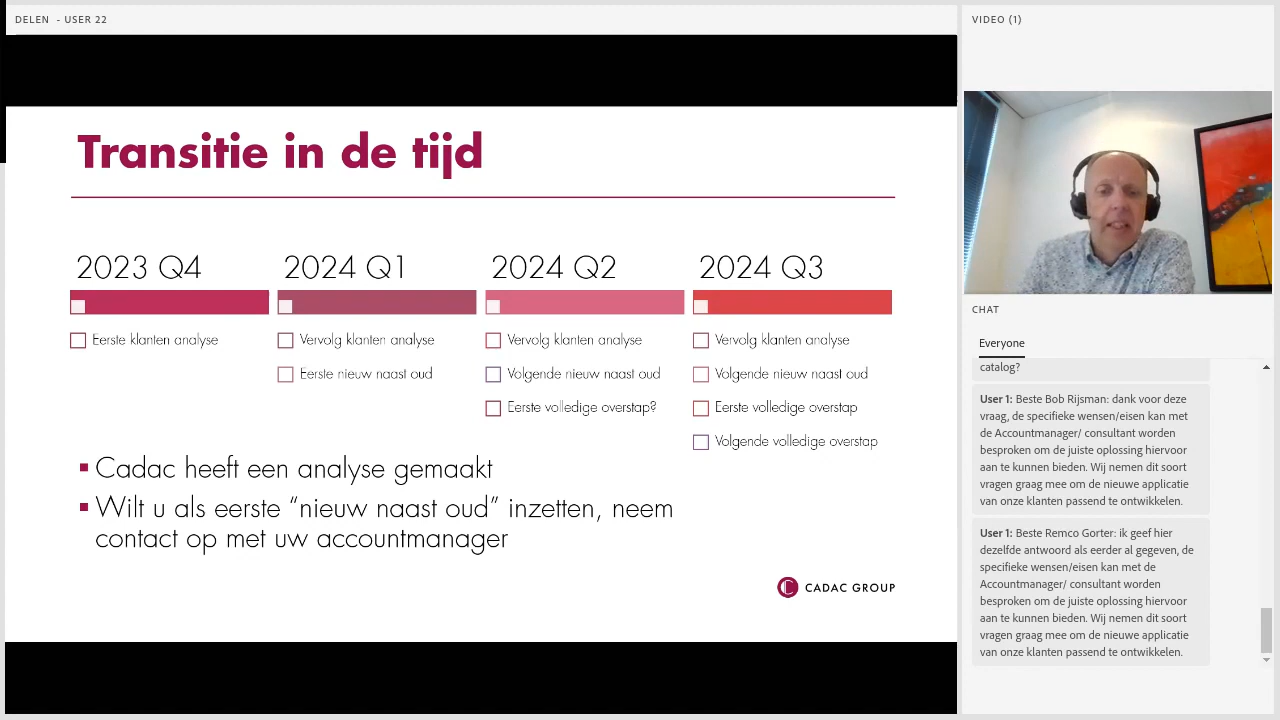 DELEN - USER 22
Transitie in de tijd
2023 Q4
Eerste klanten analyse
2024 Q1
Vervolg klanten analyse
Eerste nieuw naast oud
2024 Q2
Vervolg klanten analyse
Volgende nieuw naast oud
Eerste volledige overstap?
2024 Q3
Vervolg klanten analyse
Volgende nieuw naast oud
Eerste volledige overstap
Volgende volledige overstap
Cadac heeft een analyse gemaakt
Wilt u als eerste “nieuw naast oud” inzetten, neem
contact op met uw accountmanager
CADAC GROUP
VIDEO (1)
CHAT
Everyone
catalog?
User 1: Beste Bob Rijsman: dank voor deze
vraag, de specifieke wensen/eisen kan met
de Accountmanager/ consultant worden
besproken om de juiste oplossing hiervoor
aan te kunnen bieden. Wij nemen dit soort
vragen graag mee om de nieuwe applicatie
van onze klanten passend te ontwikkelen.
User 1: Beste Remco Gorter: ik geef hier
dezelfde antwoord als eerder al gegeven, de
specifieke wensen/eisen kan met de
Accountmanager/ consultant worden
besproken om de juiste oplossing hiervoor
aan te kunnen bieden. Wij nemen dit soort
vragen graag mee om de nieuwe applicatie
van onze klanten passend te ontwikkelen.